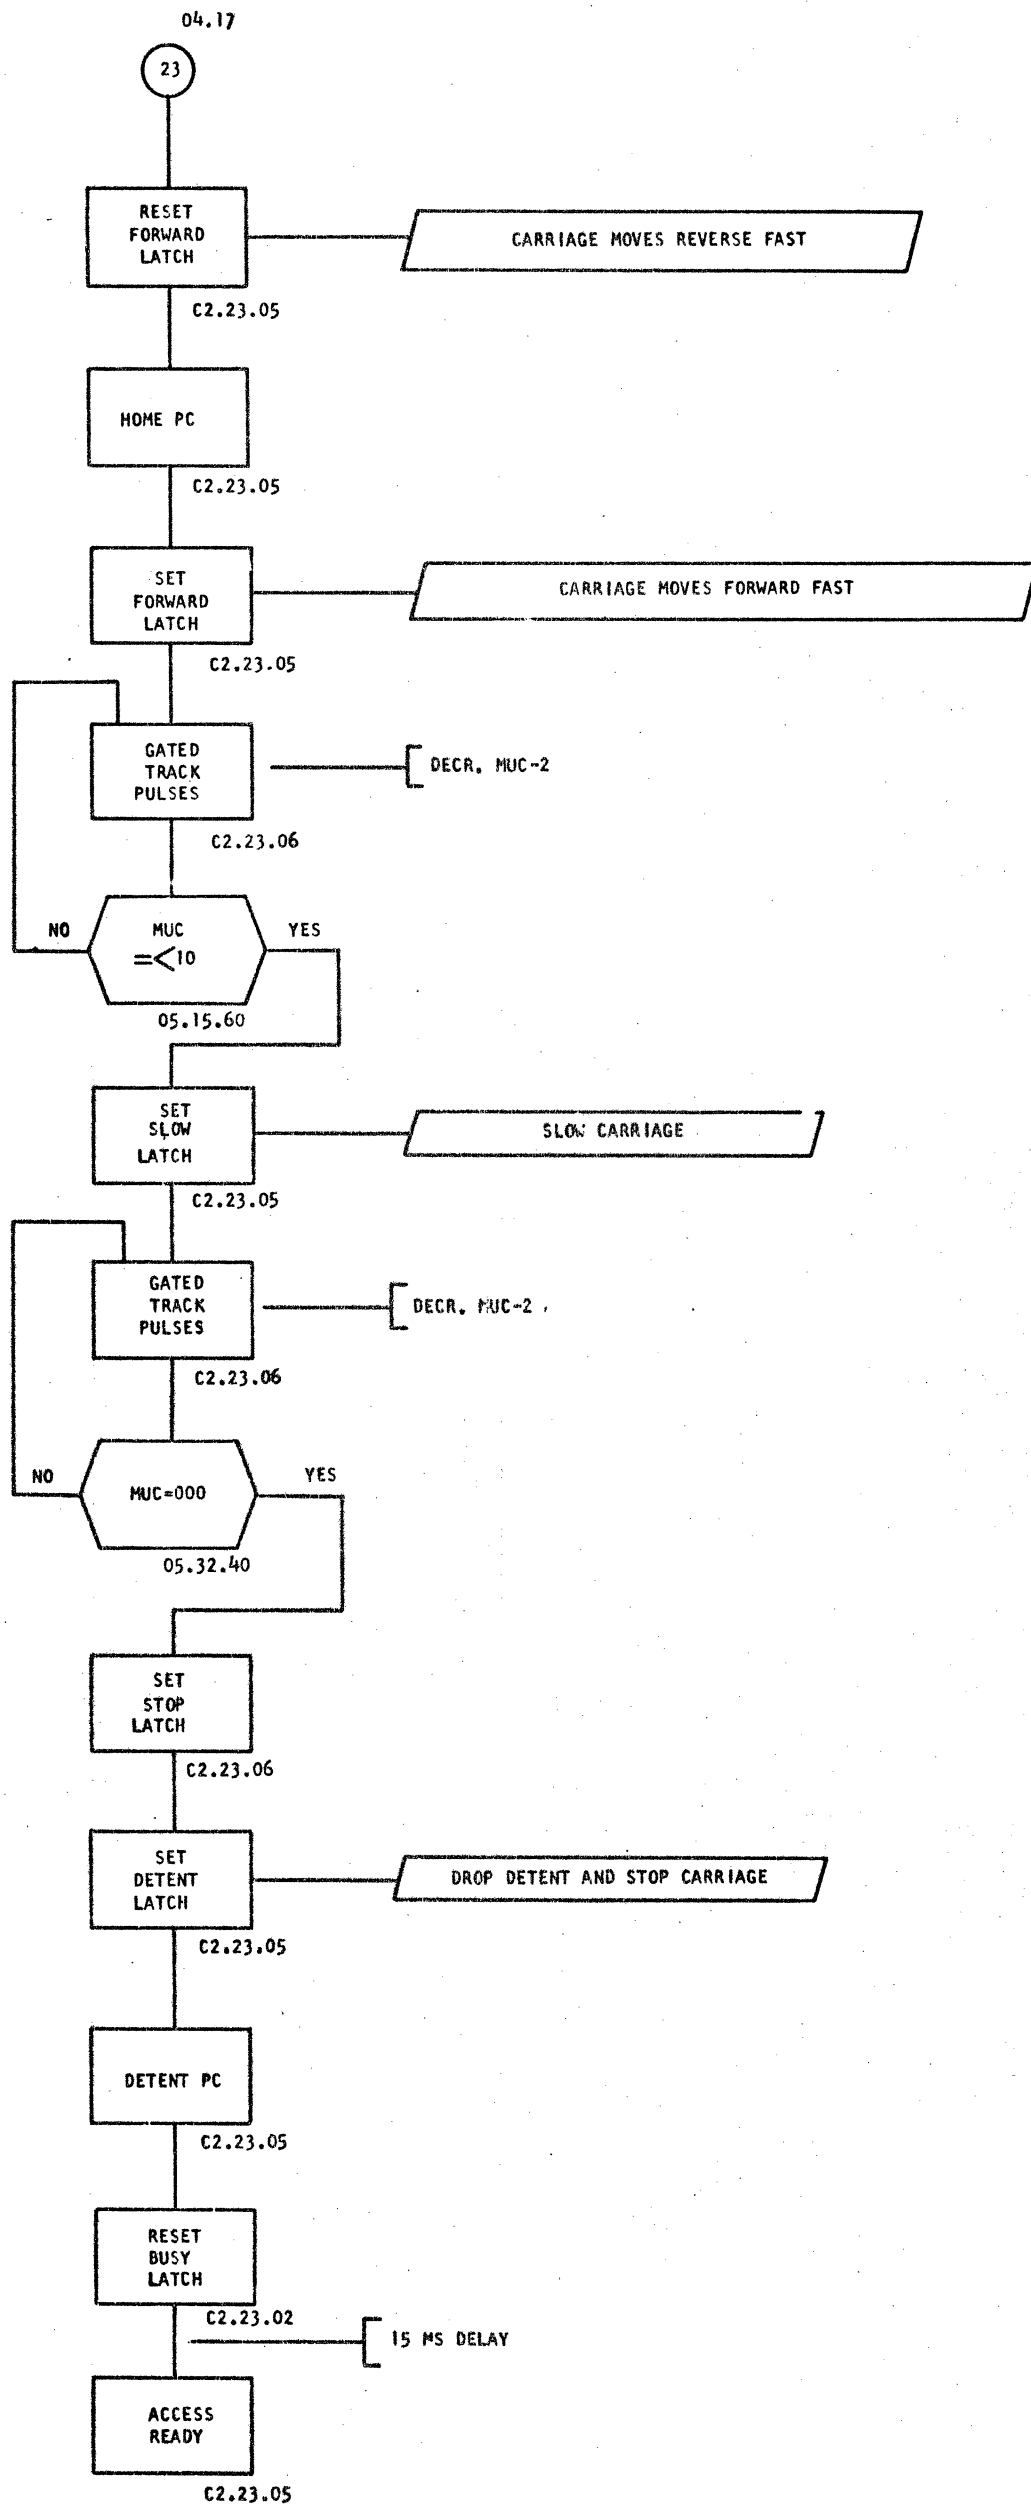 04.17
23
RESET
FORWARD
LATCH
CARRIAGE MOVES REVERSE FAST
C2.23.05
HOME PC
C2.23.05
SET
FORWARD
LATCH
CARRIAGE MOVES FORWARD FAST
C2.23.05
GATED
TRACK
PULSES
DECR. MUC-2
C2.23.06
NO
MUC
=<10
YES
05.15.60
SET
SLOW
LATCH
SLOW CARRIAGE
C2.23.05
GATED
TRACK
PULSES
DECR. MUC-2
C2.23.06
NO
MUC=000
YES
05.32.40
SET
STOP
LATCH
C2.23.06
SET
DETENT
LATCH
DROP DETENT AND STOP CARRIAGE
C2.23.05
DETENT PC
C2.23.05
RESET
BUSY
LATCH
C2.23.02
15 MS DELAY
ACCESS
READY
C2.23.05